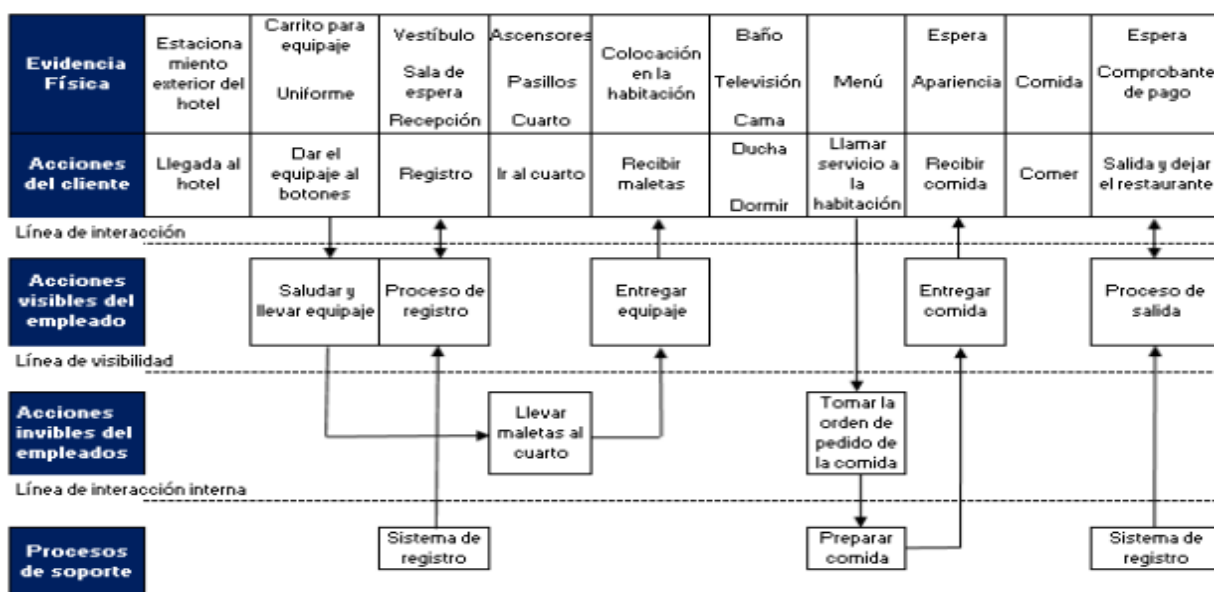 Evidencia
Física
Estaciona
miento
exterior del
hotel
Carrito para
equipaje
Uniforme
Vestíbulo
Sala de
espera
Recepción
Ascensores
Pasillos
Cuarto
Colocación
en la
habitación
Baño
Televisión
Cama
Menú
Espera
Apariencia
Comida
Espera
Comprobante
de pago
Acciones
del cliente
Llegada al
hotel
Dar el
equipaje al
botones
Registro
Ir al cuarto
Recibir
maletas
Ducha
Dormir
Llamar
servicio a
la
habitación
Recibir
comida
Comer
Salida y dejar
el restaurante
Línea de interacción
Acciones
visibles del
empleado
Saludar y
llevar equipaje
Proceso de
registro
Entregar
equipaje
Entregar
comida
Proceso de
salida
Línea de visibilidad
Acciones
invibles del
empleados
Llevar
maletas al
cuarto
Tomar la
orden de
pedido de
la comida
Línea de interacción interna
Procesos
de soporte
Sistema de
registro
Preparar
comida
Sistema de
registro